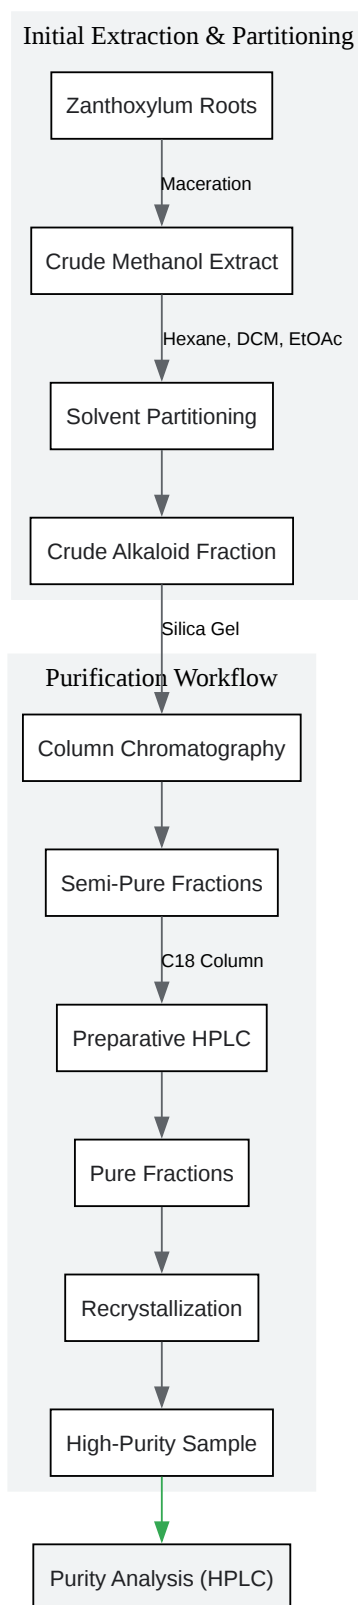 Initial Extraction & Partitioning
Zanthoxylum Roots
Maceration
Crude Methanol Extract
Hexane, DCM, EtOAc
Solvent Partitioning
Crude Alkaloid Fraction
Silica Gel
Purification Workflow
Column Chromatography
Semi-Pure Fractions
C18 Column
Preparative HPLC
Pure Fractions
Recrystallization
High-Purity Sample
Purity Analysis (HPLC)